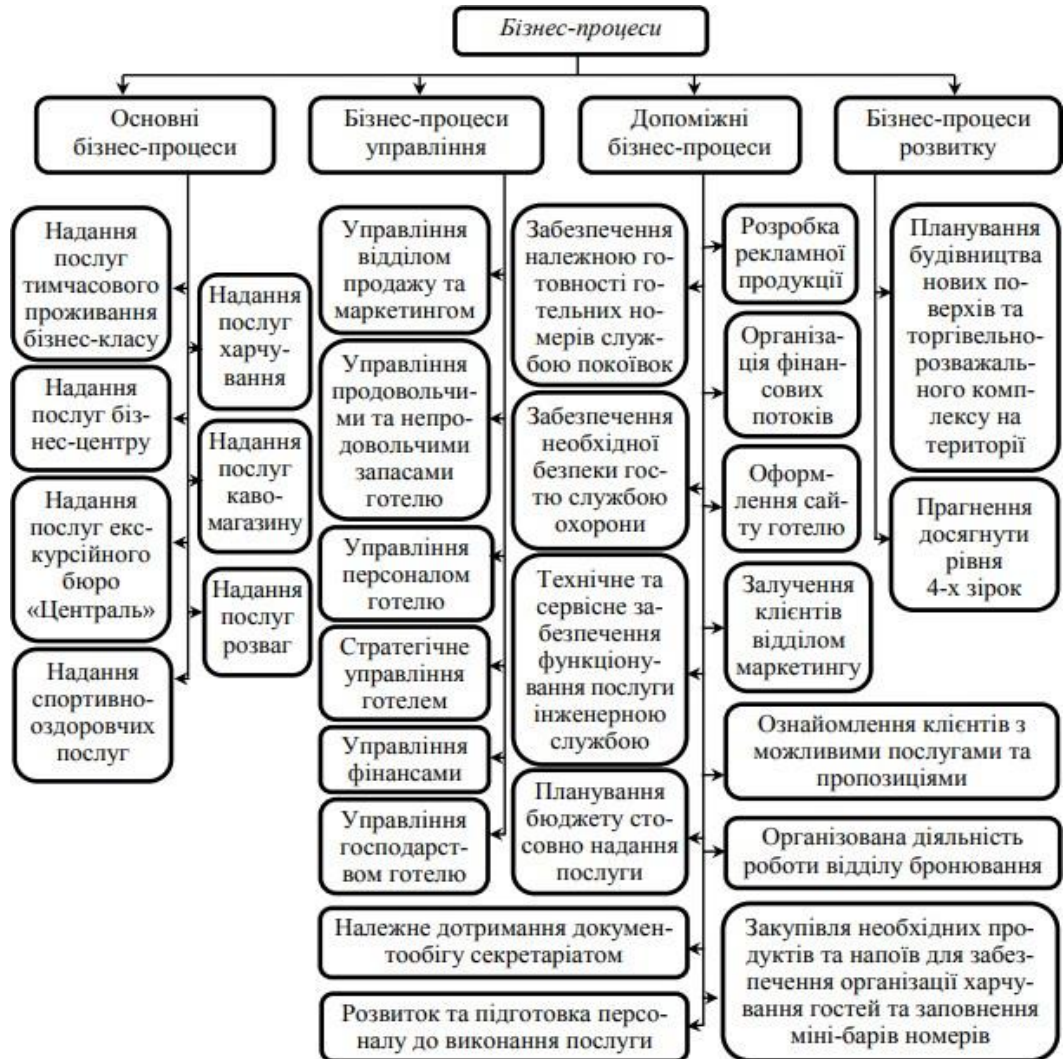 Бізнес-процеси
Основні
бізнес-процеси
Бізнес-процеси
управління
Допоміжні
бізнес-процеси
Бізнес-процеси
розвитку
Надання
послуг
тимчасового
проживання
бізнес-класу
Надання
послуг біз-
нес-центру
Надання
послуг екс-
курсійного
бюро
«Централь»
Надання
спортивно-
оздоровчих
послуг
Надання
послуг
харчу-
вання
Надання
послуг
каво-
магазину
Надання
послуг
розваг
Управління
відділом
продажу та
маркетингом
Управління
продовольчи-
ми та непро-
довольчими
запасами
готелю
Управління
персоналом
готелю
Стратегічне
управління
готелем
Управління
фінансами
Управління
господарст-
вом готелю
Забезпечення
належною го-
товності го-
тельних но-
мерів служ-
бою покоївок
Забезпечення
необхідної
безпеки гос-
тю службою
охорони
Технічне та
сервісне за-
безпечення
функціону-
вання послуги
інженерною
службою
Планування
бюджету сто-
совно надання
послуги
Належне дотримання докумен-
тообігу секретаріатом
Розвиток та підготовка персо-
налу до виконання послуги
Розробка
рекламної
продукції
Організа-
ція фінан-
сових
потоків
Оформ-
лення сай-
ту готелю
Залучення
клієнтів
відділом
маркетингу
Ознайомлення клієнтів з
можливими послугами та
пропозиціями
Організована діяльність
роботи відділу бронювання
Закупівля необхідних про-
дуктів та напоїв для забез-
печення організації харчу-
вання гостей та заповнення
міні-барів номерів
Планування
будівництва
нових по-
верхів та
торгівельно-
розважаль-
ного комп-
лексу на
території
Прагнення
досягнути
рівня
4-х зірок